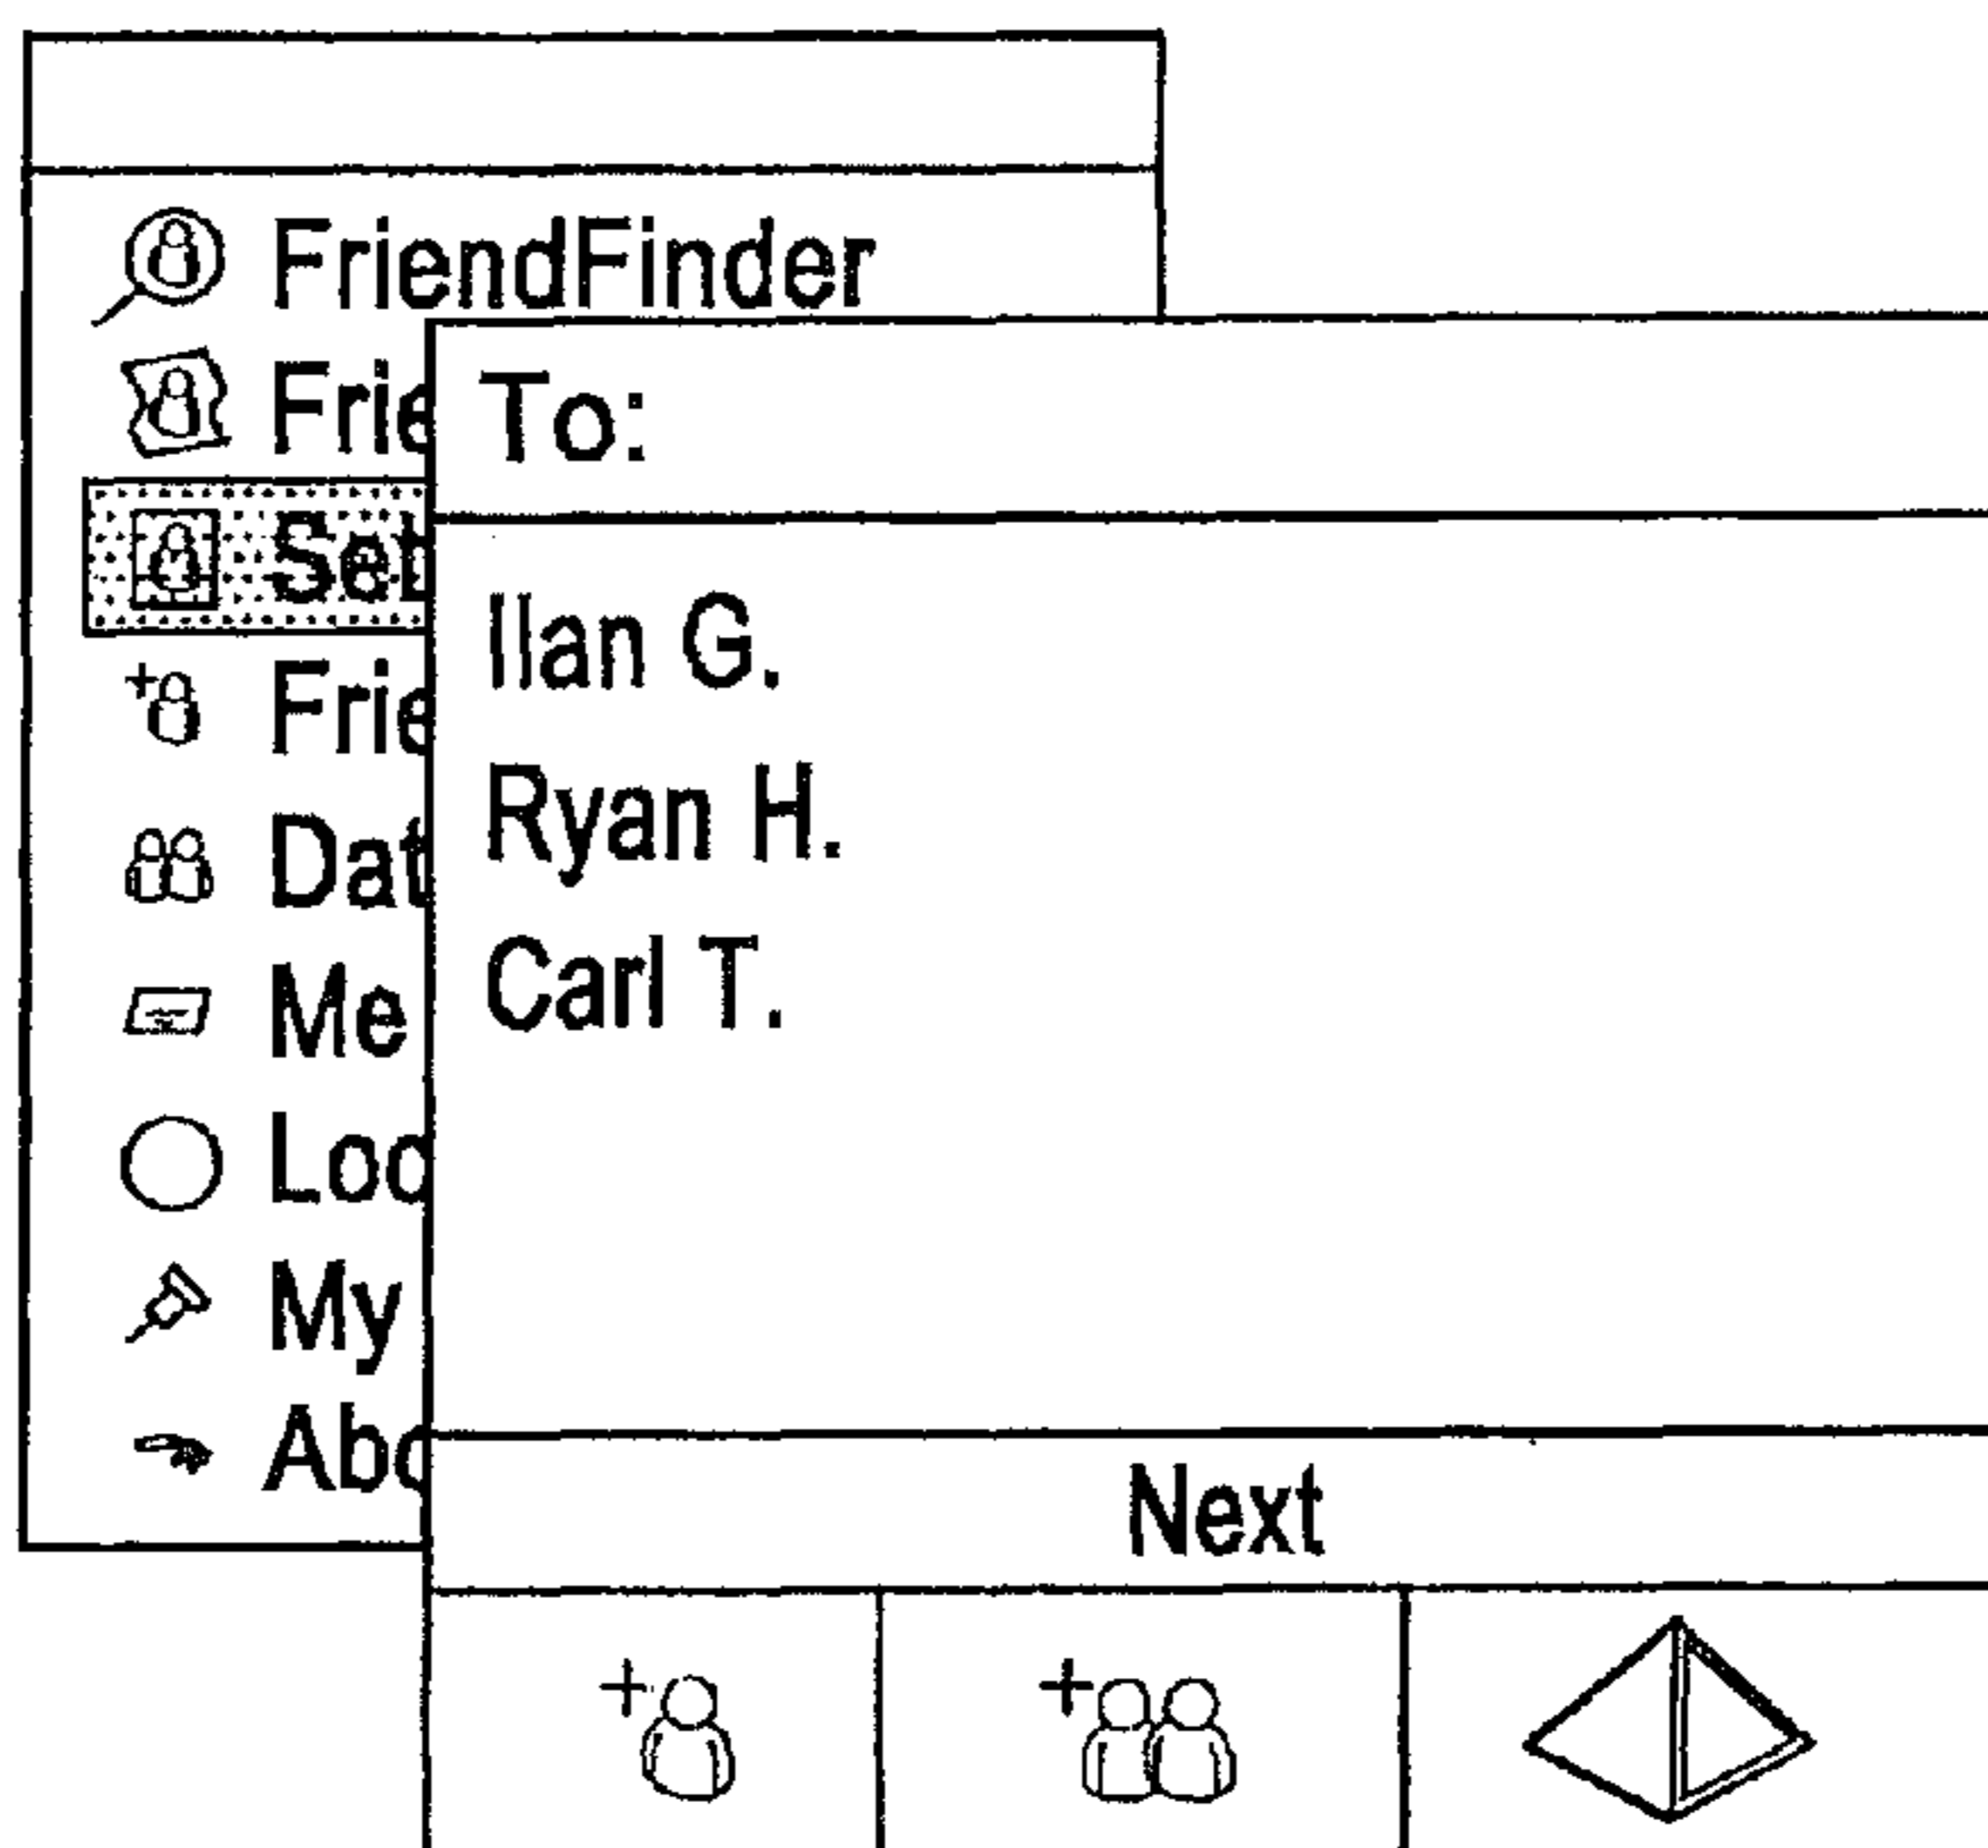 FriendFinder
Frie
Set
Frie
Dat
Me
Loc
My
Abo
To:
Ilan G.
Ryan H.
Carl T.
Next